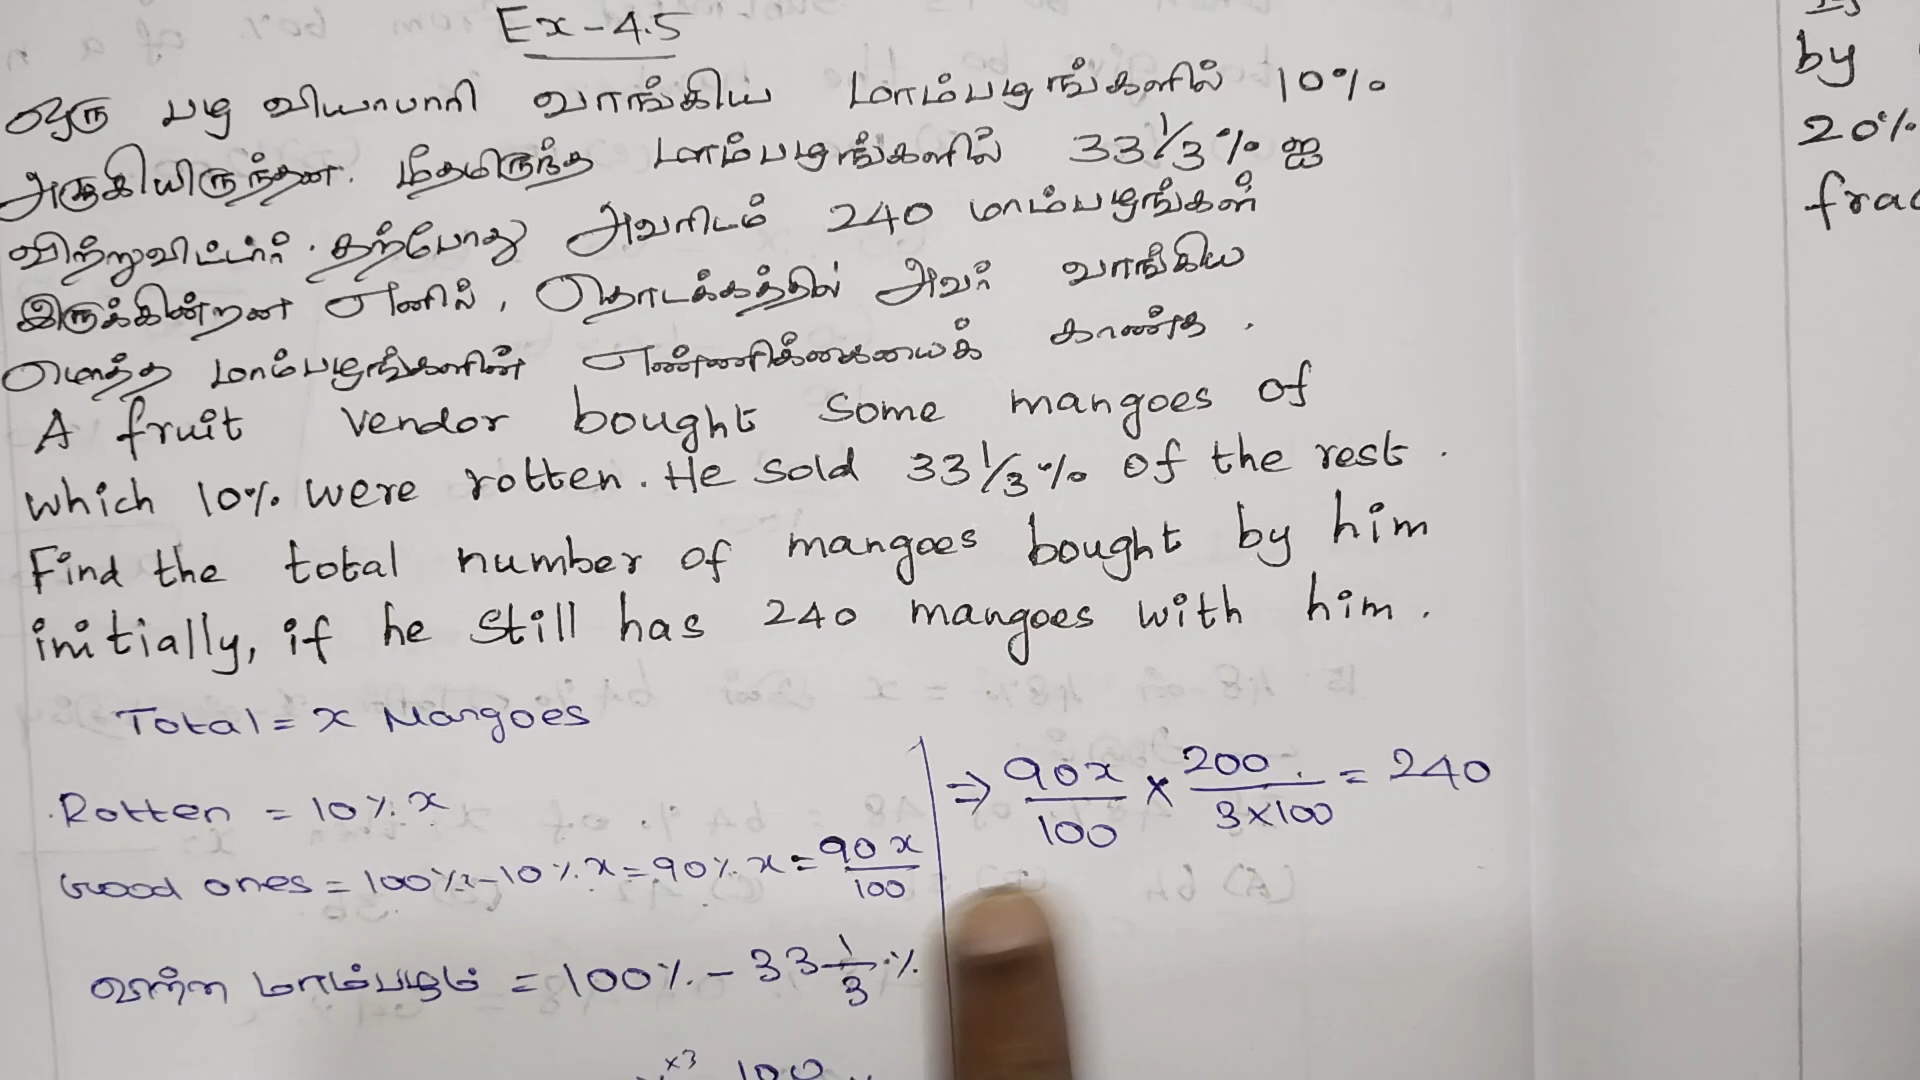 Ex-4.5
ஒரு பழ வியாபாரி வாங்கிய மாம்பழங்களில் 10%
அழுகியிருந்தன. மீதமிருந்த மாம்பழங்களில் 33 1/3 % ஐ
விற்றுவிட்டார். தற்போது அவரிடம் 240 மாம்பழங்கள்
இருக்கின்றன எனில், தொடக்கத்தில் அவர் வாங்கிய
மொத்த மாம்பழங்களின் எண்ணிக்கையைக் காண்க.
A fruit vendor bought some mangoes of
which 10% were rotten. He sold 33 1/3 % of the rest.
Find the total number of mangoes bought by him
initially, if he still has 240 mangoes with him.
Total = x Mangoes
Rotten = 10% x
Good ones = 100%x-10%x = 90% x = 90x/100
விற்ற மாம்பழம் = 100% - 33 1/3 %
x3 100
⇒ 90x/100 x 200/3x100 = 240
by
20%
frac